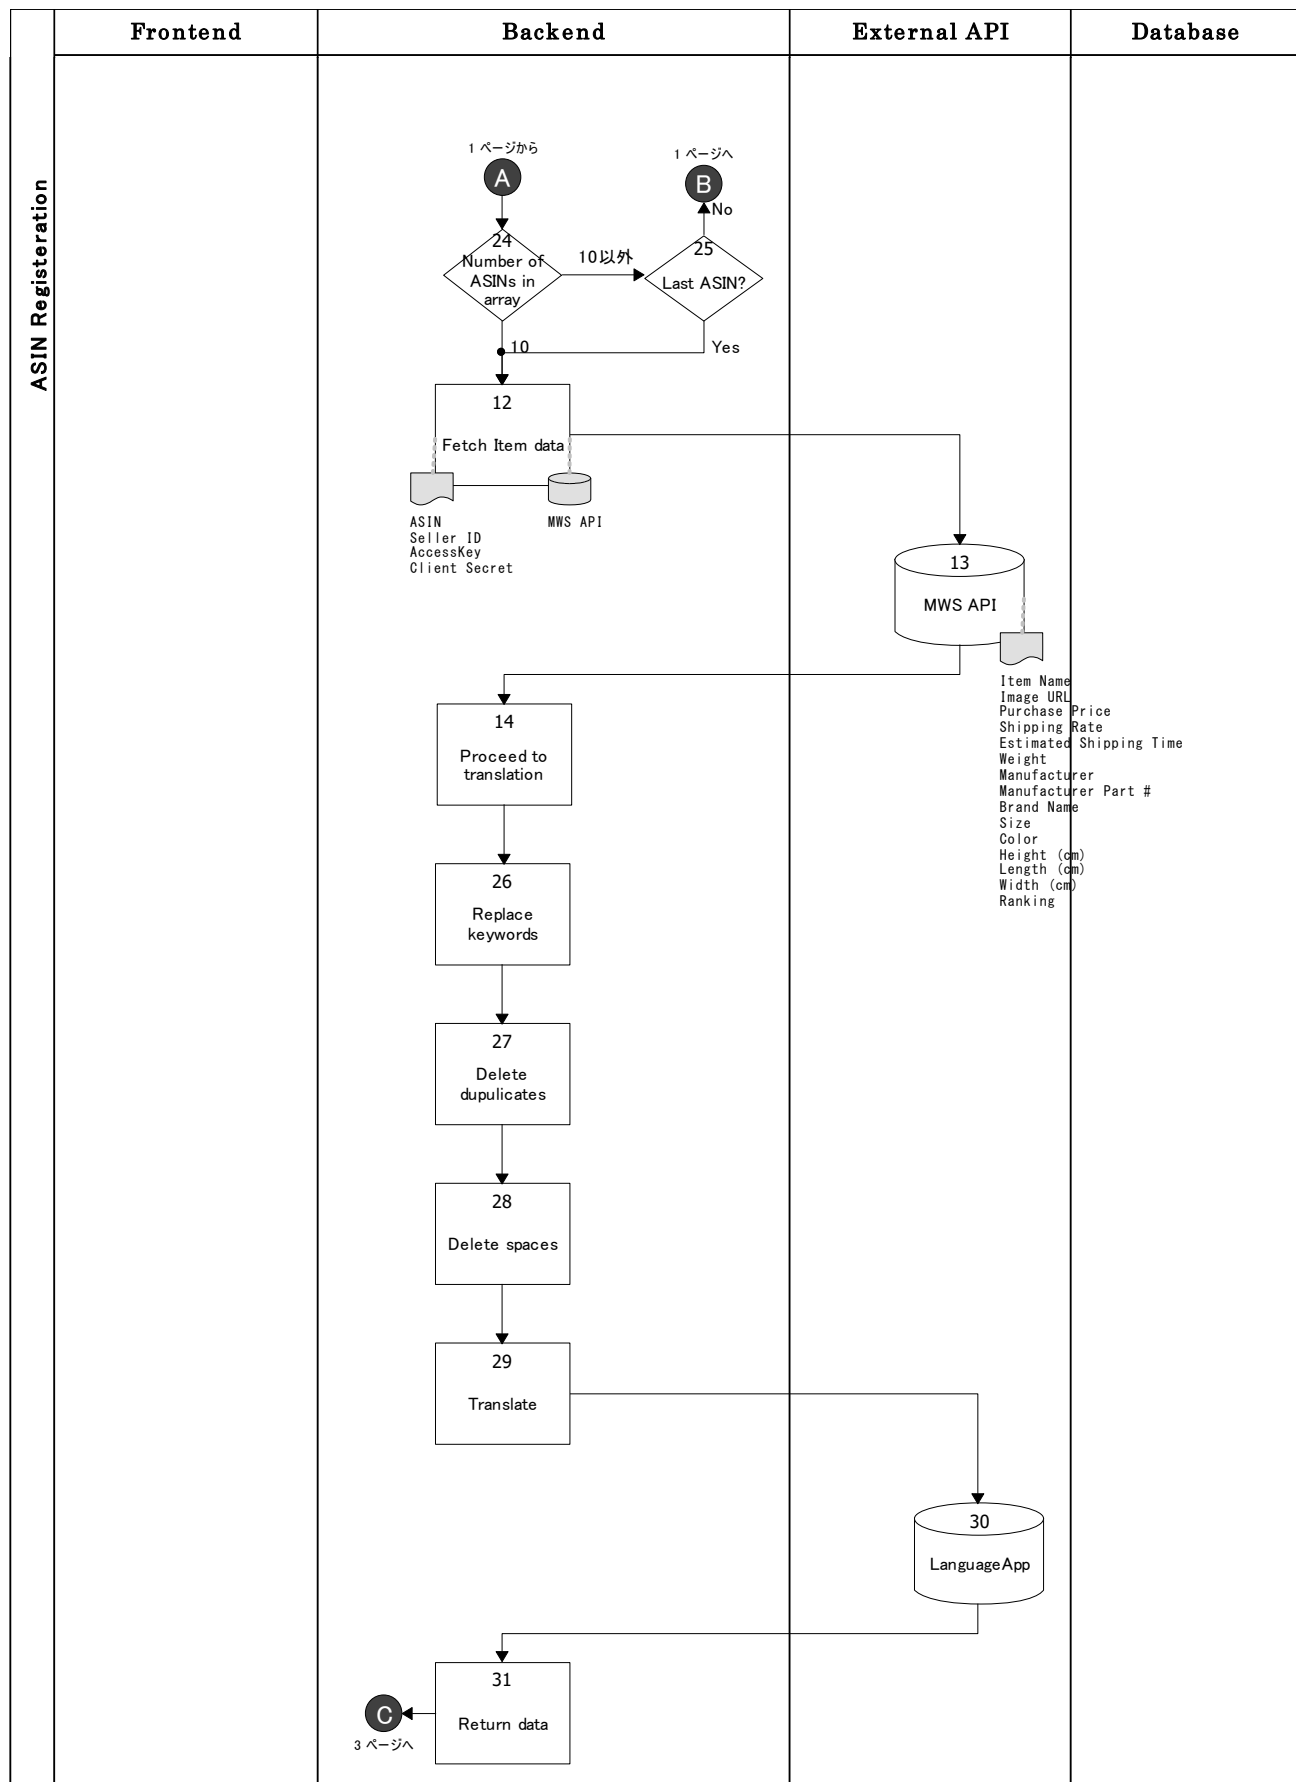 Frontend
Backend
External API
Database
ASIN Registeration
1 ページから
A
1 ページへ
B
No
24
Number of
ASINs in
array
10以外
25
Last ASIN?
10
Yes
12
Fetch Item data
ASIN
Seller ID
AccessKey
Client Secret
MWS API
13
MWS API
Item Name
Image URL
Purchase Price
Shipping Rate
Estimated Shipping Time
Weight
Manufacturer
Manufacturer Part #
Brand Name
Size
Color
Height (cm)
Length (cm)
Width (cm)
Ranking
14
Proceed to
translation
26
Replace
keywords
27
Delete
dupulicates
28
Delete spaces
29
Translate
30
LanguageApp
31
Return data
C
3 ページへ